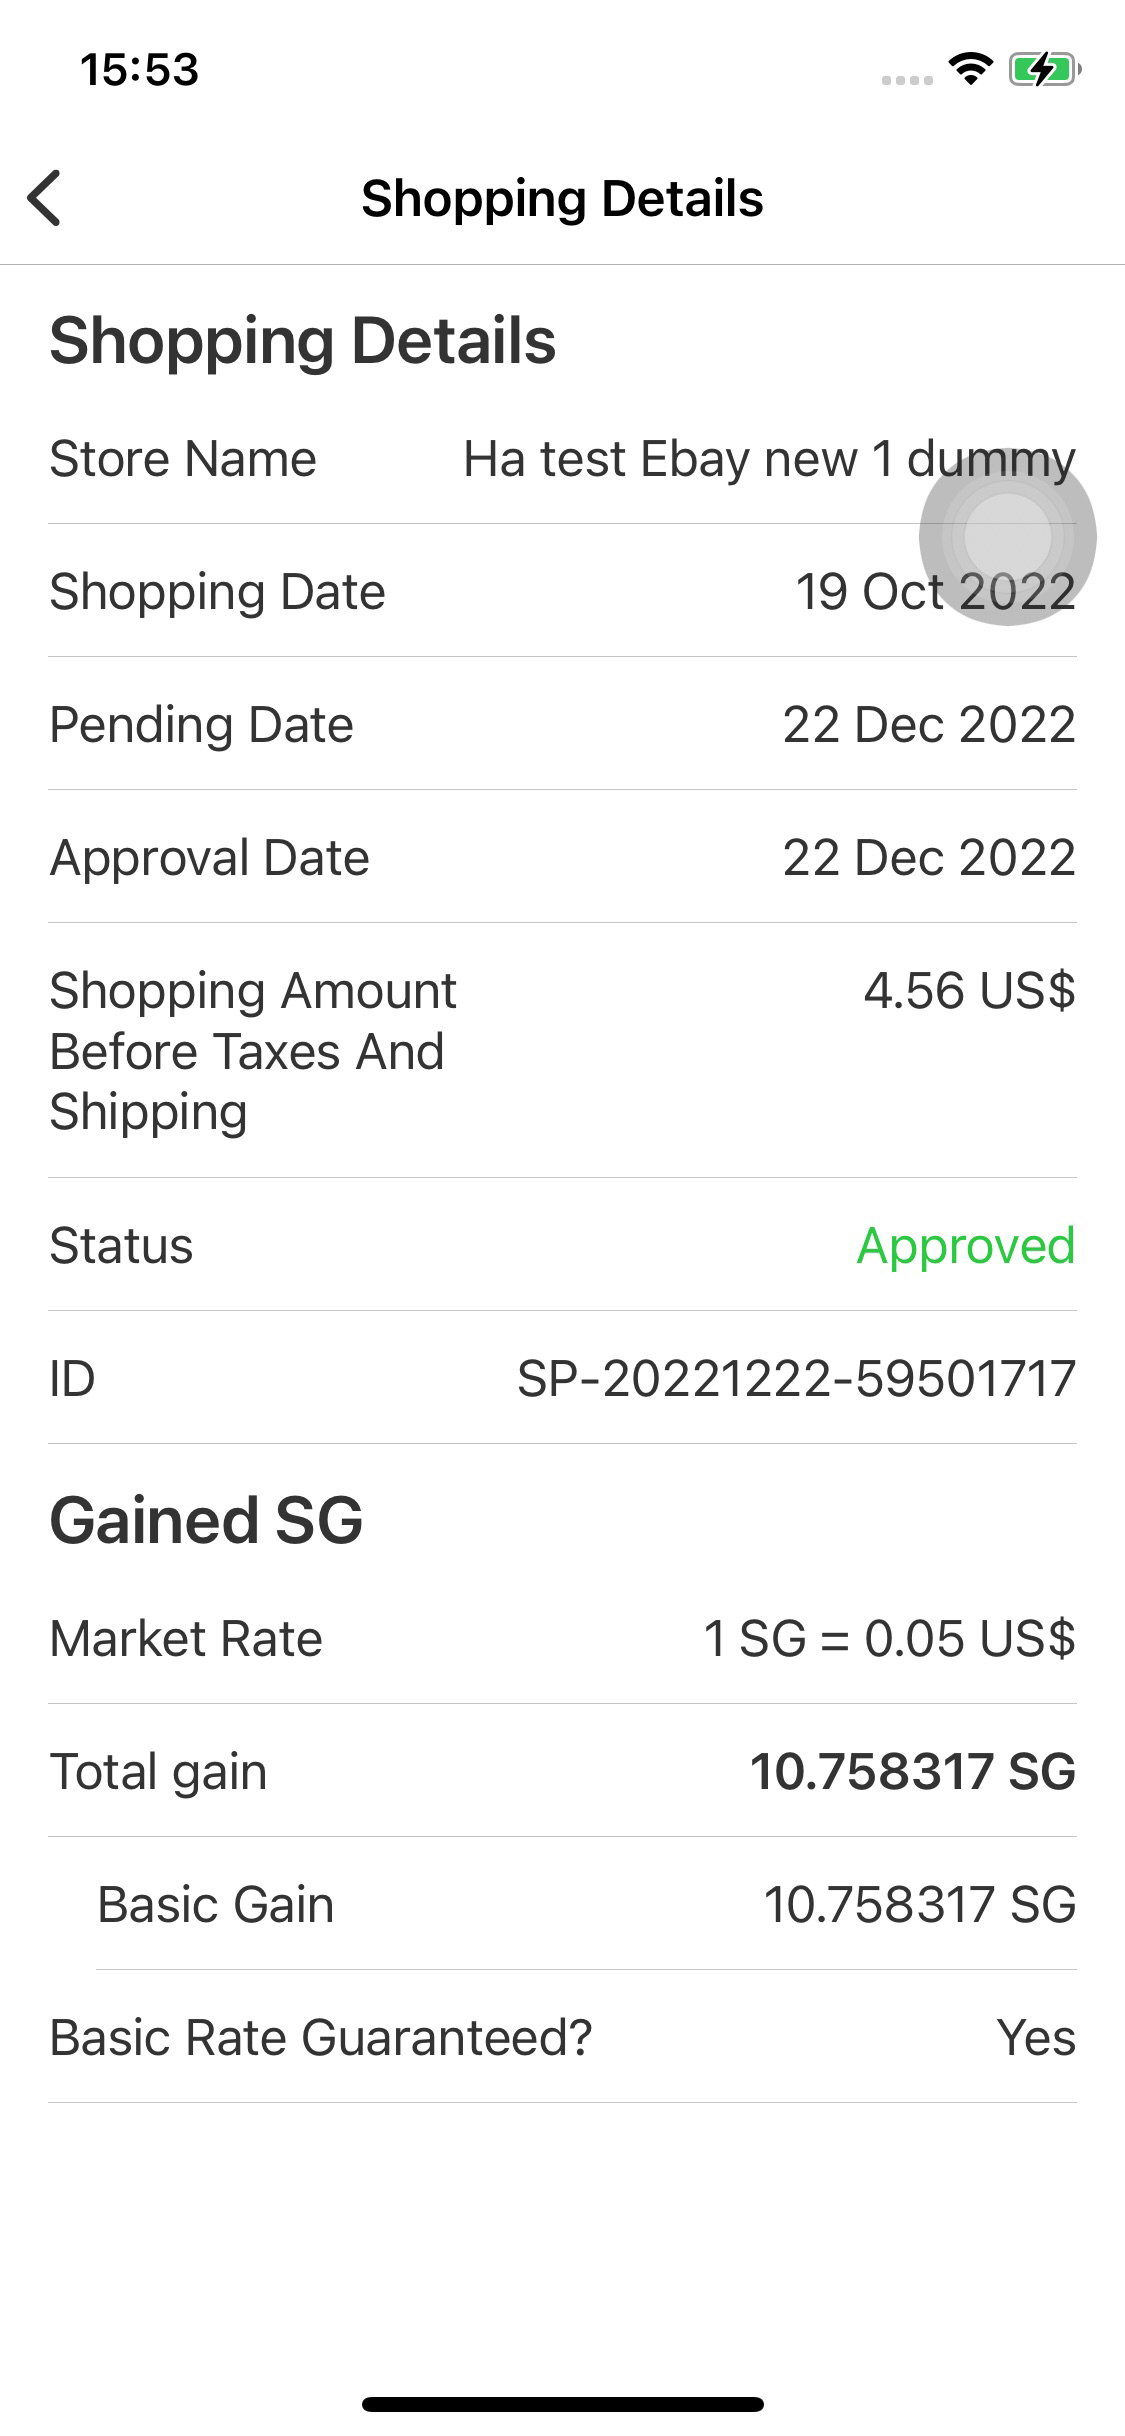 15:53
Shopping Details
Shopping Details
Store Name Ha test Ebay new 1 dummy
Shopping Date 19 Oct 2022
Pending Date 22 Dec 2022
Approval Date 22 Dec 2022
Shopping Amount 4.56 US$
Before Taxes And
Shipping
Status Approved
ID SP-20221222-59501717
Gained SG
Market Rate 1 SG = 0.05 US$
Total gain 10.758317 SG
Basic Gain 10.758317 SG
Basic Rate Guaranteed? Yes